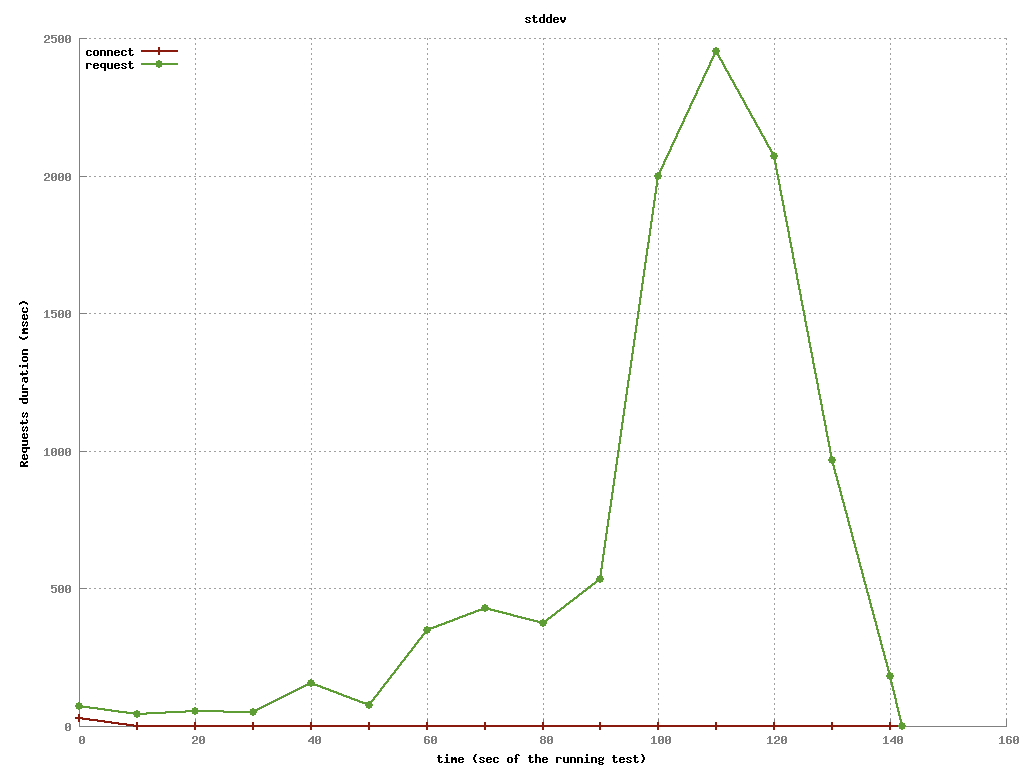 stddev
connect
request
2500
2000
1500
1000
500
0
Requests duration (msec)
0 20 40 60 80 100 120 140 160
time (sec of the running test)